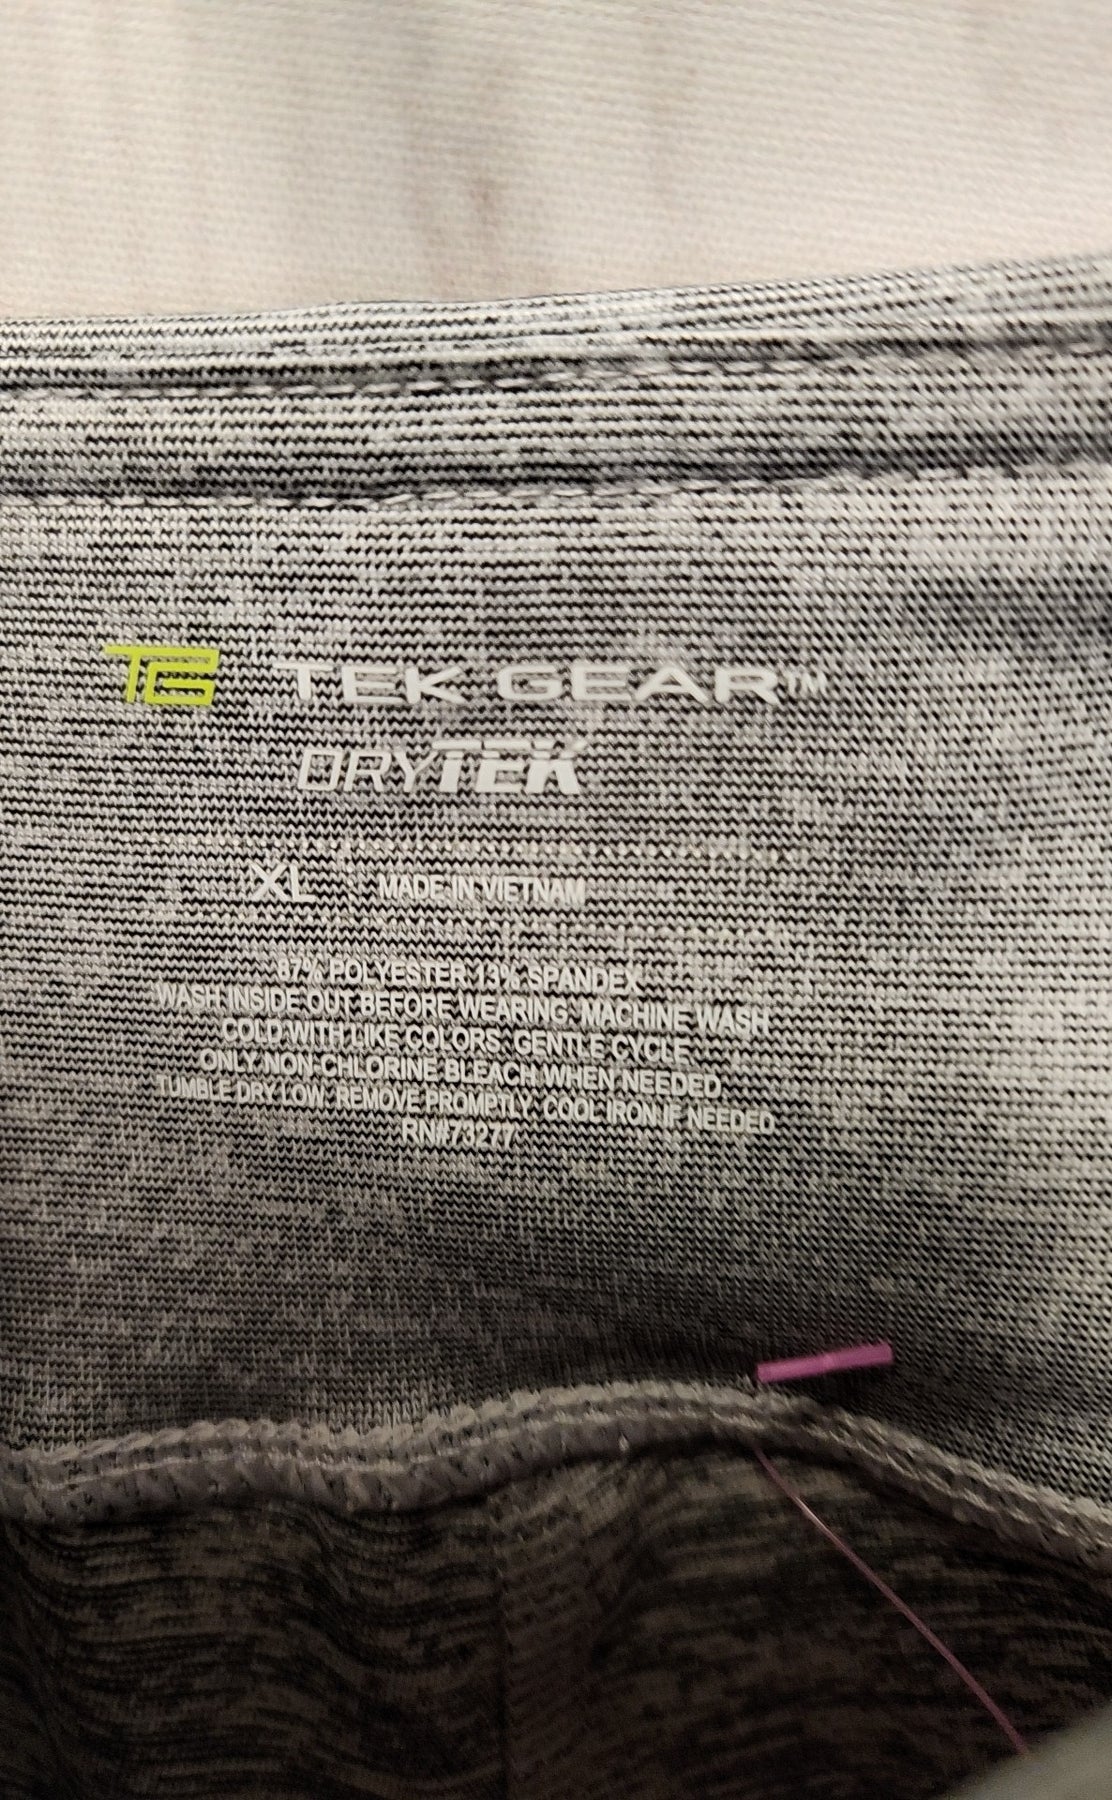 TG TEK GEAR™
DRYTEK
XL MADE IN VIETNAM
87% POLYESTER 13% SPANDEX
WASH INSIDE OUT BEFORE WEARING. MACHINE WASH
COLD WITH LIKE COLORS. GENTLE CYCLE
ONLY NON-CHLORINE BLEACH WHEN NEEDED.
TUMBLE DRY LOW. REMOVE PROMPTLY. COOL IRON IF NEEDED
RN#73277